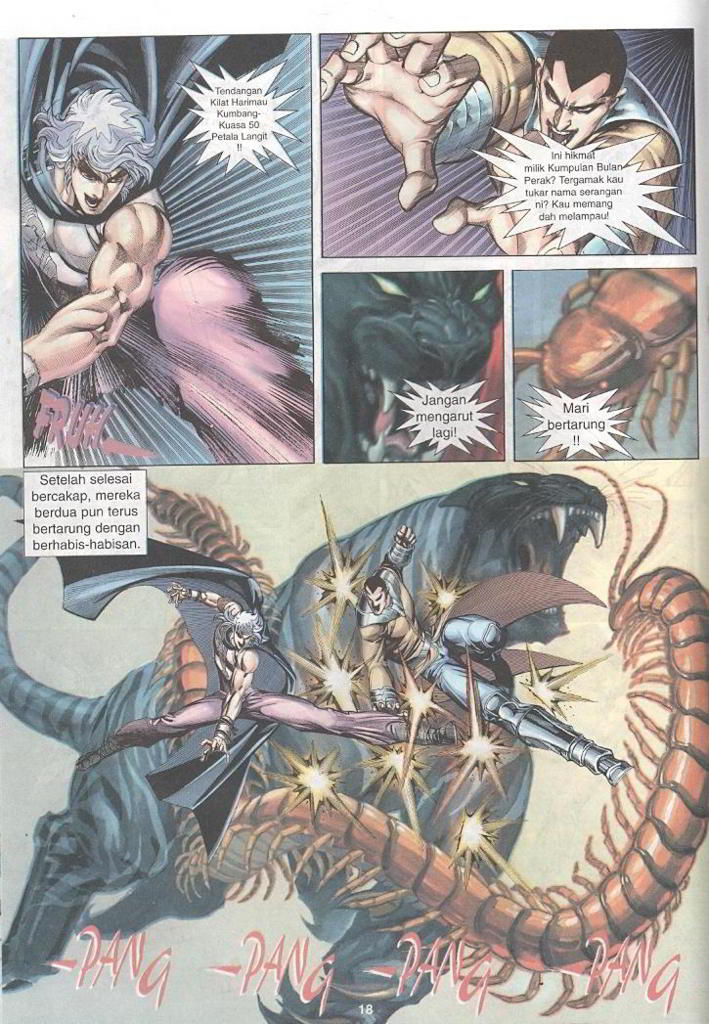 Tendangan
Kilat Harimau
Kumbang-
Kuasa 50
Petala Langit
!!
Ini hikmat
milik Kumpulan Bulan
Perak? Tergamak kau
tukar nama serangan
ni? Kau memang
dah melampau!
FRUH
Jangan
mengarut
lagi!
Mari
bertarung
!!
Setelah selesai
bercakap, mereka
berdua pun terus
bertarung dengan
berhabis-habisan.
-PANG -PANG -PANG -PANG
18